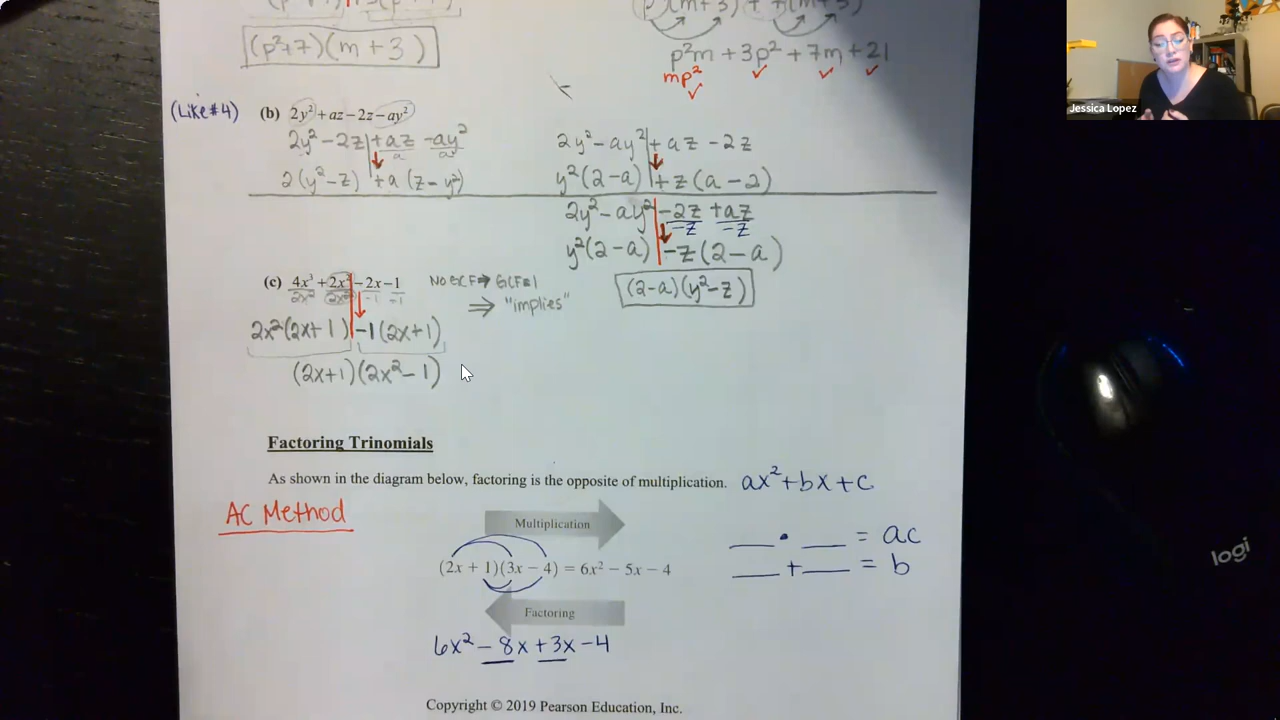 (p²+7)(m+3)
p²m + 3p² + 7m + 21
mp²
(Like #4)
(b) 2y² + az − 2z − ay²
2y² − 2z + az − ay²
a a
2(y² − z) + a(z − y²)
2y² − ay² + az − 2z
y²(2−a) + z(a−2)
2y² − ay² − 2z + az
−z −z
y²(2−a) − z(2−a)
(2−a)(y²−z)
(c) 4x³ + 2x² − 2x − 1
2x² 2x² −1 −1
No GCF ⇒ GCF=1
⇒ "implies"
2x²(2x+1) −1(2x+1)
(2x+1)(2x²−1)
Factoring Trinomials
As shown in the diagram below, factoring is the opposite of multiplication.
ax²+bx+c
AC Method
Multiplication
(2x + 1)(3x − 4) = 6x² − 5x − 4
Factoring
6x² − 8x + 3x − 4
___ • ___ = ac
___ + ___ = b
Copyright © 2019 Pearson Education, Inc.
Jessica Lopez
logi